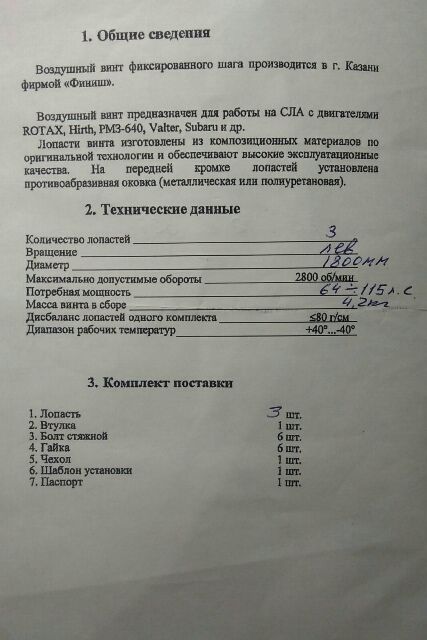 1. Общие сведения
Воздушный винт фиксированного шага производится в г. Казани
фирмой «Финиш».
Воздушный винт предназначен для работы на СЛА с двигателями
ROTAX, Hirth, РМЗ-640, Valter, Subaru и др.
Лопасти винта изготовлены из композиционных материалов по
оригинальной технологии и обеспечивают высокие эксплуатационные
качества. На передней кромке лопастей установлена
противоабразивная оковка (металлическая или полиуретановая).
2. Технические данные
Количество лопастей 3
Вращение лев
Диаметр 1800мм
Максимально допустимые обороты 2800 об/мин
Потребная мощность 64÷115 л.с
Масса винта в сборе 4,2кг
Дисбаланс лопастей одного комплекта ≤80 г/см
Диапазон рабочих температур +40°...-40°
3. Комплект поставки
1. Лопасть 3 шт.
2. Втулка 1 шт.
3. Болт стяжной 6 шт.
4. Гайка 6 шт.
5. Чехол 1 шт.
6. Шаблон установки 1 шт.
7. Паспорт 1 шт.